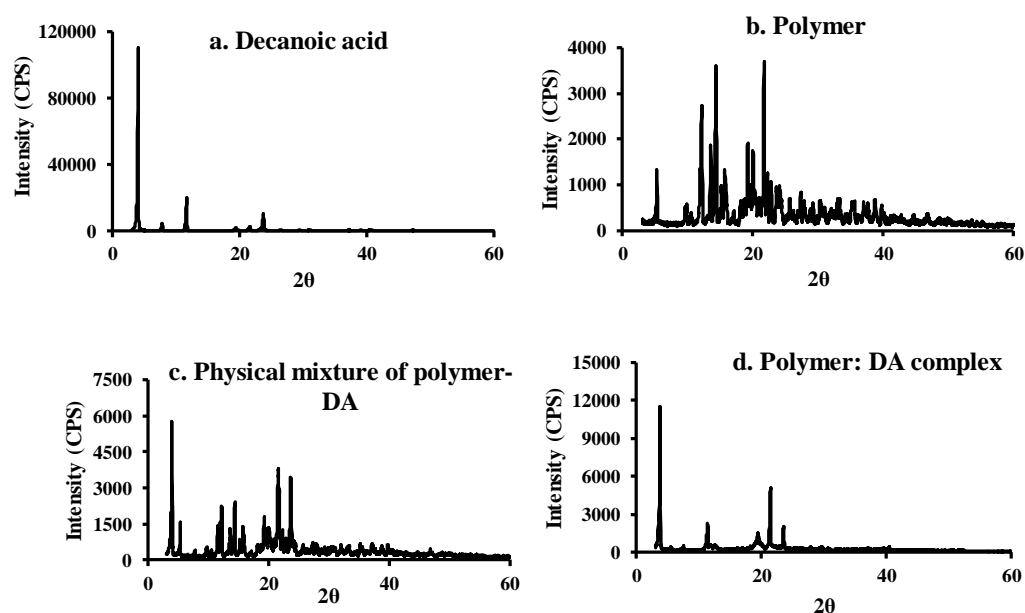 a. Decanoic acid
Intensity (CPS)
120000
80000
40000
0
0 20 40 60
2θ
b. Polymer
Intensity (CPS)
4000
3000
2000
1000
0
0 20 40 60
2θ
c. Physical mixture of polymer-
DA
Intensity (CPS)
7500
6000
4500
3000
1500
0
0 20 40 60
2θ
d. Polymer: DA complex
Intensity (CPS)
15000
12000
9000
6000
3000
0
0 20 40 60
2θ